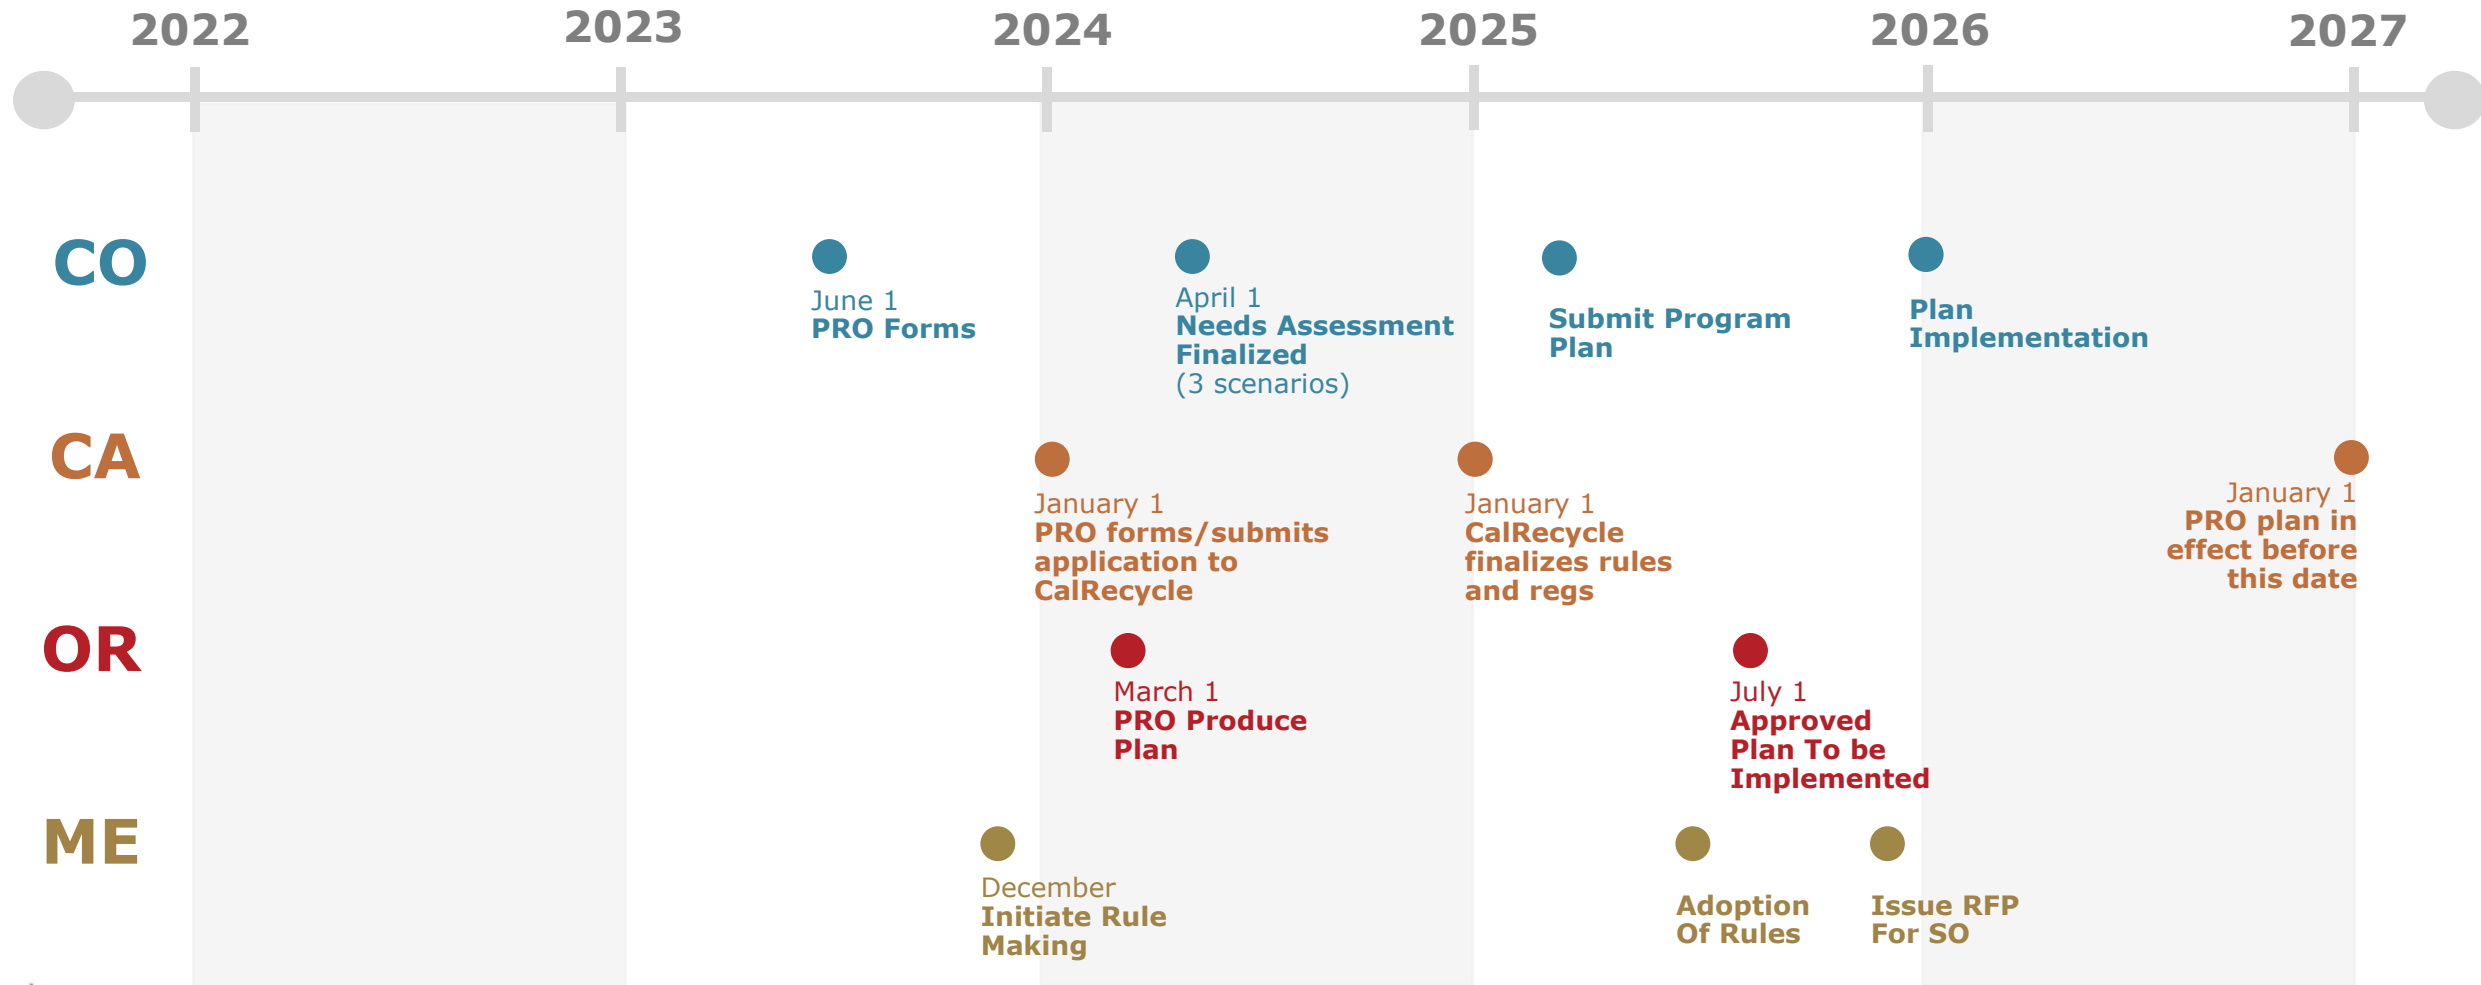 2022
2023
2024
2025
2026
2027
CO
June 1
PRO Forms
April 1
Needs Assessment
Finalized
(3 scenarios)
Submit Program
Plan
Plan
Implementation
CA
January 1
PRO forms/submits
application to
CalRecycle
January 1
CalRecycle
finalizes rules
and regs
January 1
PRO plan in
effect before
this date
OR
March 1
PRO Produce
Plan
July 1
Approved
Plan To be
Implemented
ME
December
Initiate Rule
Making
Adoption
Of Rules
Issue RFP
For SO